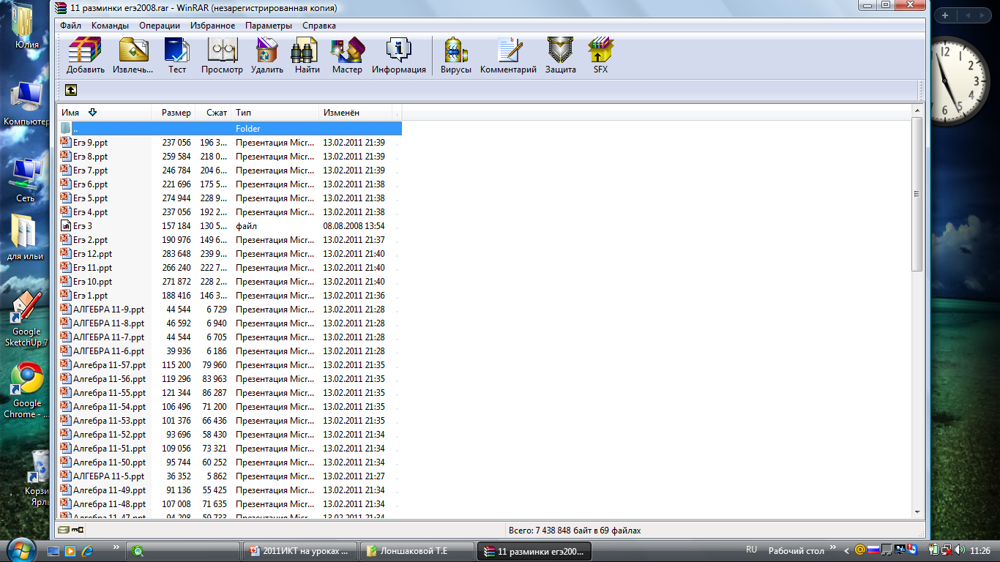 11 разминки егэ2008.rar - WinRAR (незарегистрированная копия)
Файл Команды Операции Избранное Параметры Справка
Добавить Извлечь... Тест Просмотр Удалить Найти Мастер Информация Вирусы Комментарий Защита SFX
Имя Размер Сжат Тип Изменён
.. Folder
Егэ 9.ppt 237 056 196 3... Презентация Micr... 13.02.2011 21:39
Егэ 8.ppt 259 584 218 0... Презентация Micr... 13.02.2011 21:39
Егэ 7.ppt 246 784 204 6... Презентация Micr... 13.02.2011 21:39
Егэ 6.ppt 221 696 175 5... Презентация Micr... 13.02.2011 21:38
Егэ 5.ppt 274 944 228 9... Презентация Micr... 13.02.2011 21:38
Егэ 4.ppt 237 056 192 2... Презентация Micr... 13.02.2011 21:38
Егэ 3 157 184 130 5... файл 08.08.2008 13:54
Егэ 2.ppt 190 976 149 6... Презентация Micr... 13.02.2011 21:37
Егэ 12.ppt 283 648 239 9... Презентация Micr... 13.02.2011 21:40
Егэ 11.ppt 266 240 222 7... Презентация Micr... 13.02.2011 21:40
Егэ 10.ppt 271 872 228 2... Презентация Micr... 13.02.2011 21:40
Егэ 1.ppt 188 416 146 3... Презентация Micr... 13.02.2011 21:36
АЛГЕБРА 11-9.ppt 44 544 6 729 Презентация Micr... 13.02.2011 21:28
АЛГЕБРА 11-8.ppt 46 592 6 940 Презентация Micr... 13.02.2011 21:28
АЛГЕБРА 11-7.ppt 44 544 6 705 Презентация Micr... 13.02.2011 21:28
АЛГЕБРА 11-6.ppt 39 936 6 186 Презентация Micr... 13.02.2011 21:28
Алгебра 11-57.ppt 115 200 79 960 Презентация Micr... 13.02.2011 21:35
Алгебра 11-56.ppt 119 296 83 963 Презентация Micr... 13.02.2011 21:35
Алгебра 11-55.ppt 121 344 86 287 Презентация Micr... 13.02.2011 21:35
Алгебра 11-54.ppt 106 496 71 200 Презентация Micr... 13.02.2011 21:35
Алгебра 11-53.ppt 101 376 66 436 Презентация Micr... 13.02.2011 21:35
Алгебра 11-52.ppt 93 696 58 430 Презентация Micr... 13.02.2011 21:34
Алгебра 11-51.ppt 109 056 73 321 Презентация Micr... 13.02.2011 21:34
Алгебра 11-50.ppt 95 744 60 252 Презентация Micr... 13.02.2011 21:34
АЛГЕБРА 11-5.ppt 36 352 5 862 Презентация Micr... 13.02.2011 21:27
Алгебра 11-49.ppt 91 136 55 425 Презентация Micr... 13.02.2011 21:34
Алгебра 11-48.ppt 107 008 71 635 Презентация Micr... 13.02.2011 21:34
Алгебра 11-47.ppt 94 208 59 733 Презентация Micr... 13.02.2011 21:34
Всего: 7 438 848 байт в 69 файлах
Юлия
Компьютер
Сеть
для ильи
Google
SketchUp 7
Google
Chrome - ...
Корзи
Ярль
12
2
3
4
5
6
2011ИКТ на уроках ... Лоншаковой Т.Е 11 разминки егэ200... RU Рабочий стол 11:26